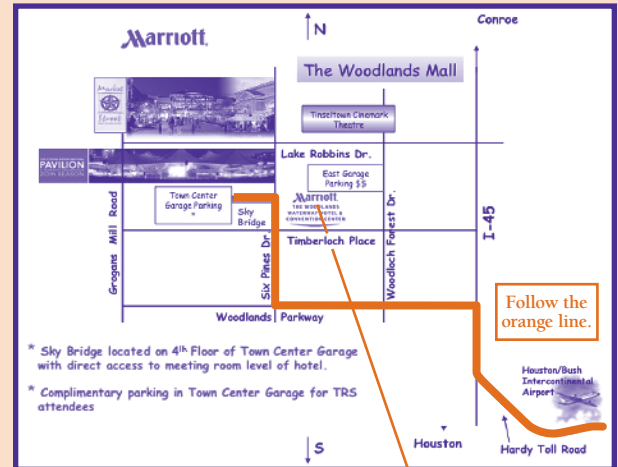 Marriott.
N
Conroe
The Woodlands Mall
Market
Street
Tinseltown Cinemark
Theatre
Lake Robbins Dr.
PAVILION
East Garage
Parking $$
Town Center
Garage Parking
*
Sky
Bridge
Marriott.
THE WOODLANDS
WATERWAY HOTEL &
CONVENTION CENTER
Timberloch Place
Grogans Mill Road
Six Pines Dr.
Woodloch Forest Dr.
I-45
Woodlands Parkway
Follow the
orange line.
* Sky Bridge located on 4th Floor of Town Center Garage
with direct access to meeting room level of hotel.
* Complimentary parking in Town Center Garage for TRS
attendees
Houston/Bush
Intercontinental
Airport
S
Houston
Hardy Toll Road